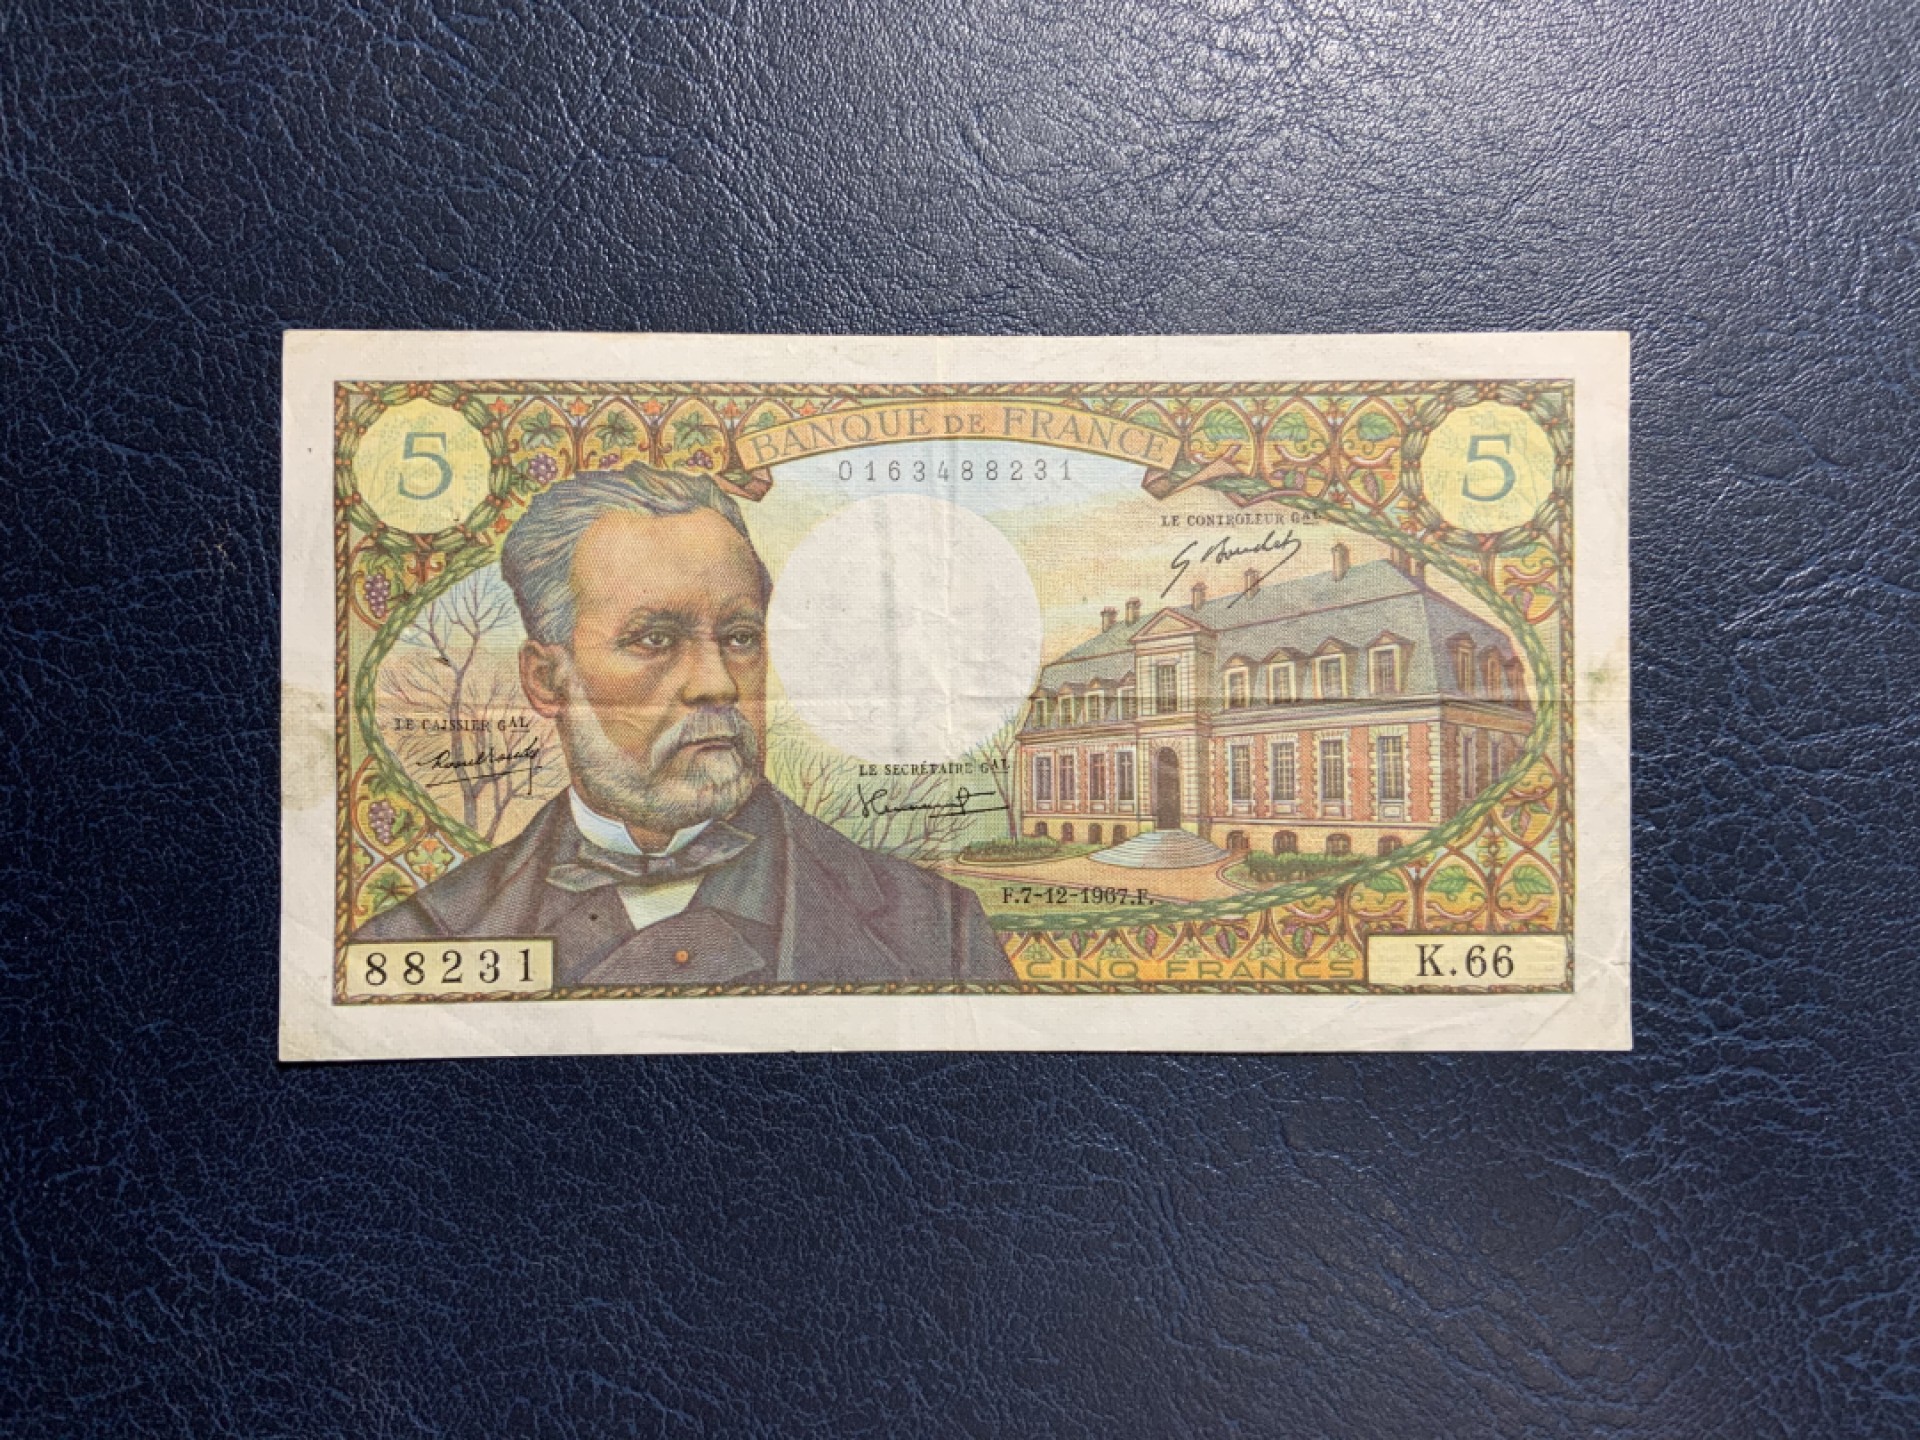 BANQUE DE FRANCE
5
5
0163488231
LE CONTROLEUR GAL
G Bouchet
LE CAISSIER GAL
LE SECRÉTAIRE GAL
F.7-12-1967.F.
88231
CINQ FRANCS
K.66